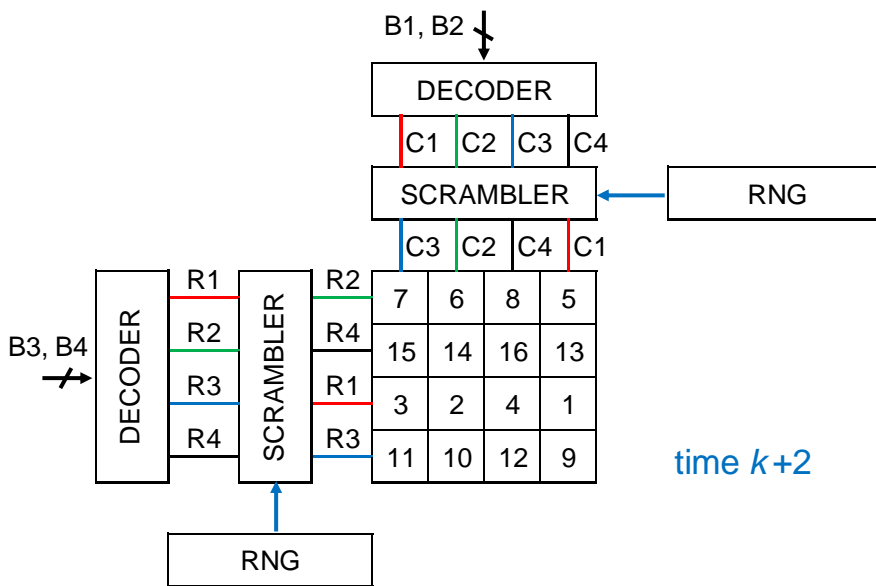 B1, B2
DECODER
C1 C2 C3 C4
SCRAMBLER
RNG
C3 C2 C4 C1
R1
R2
R3
R4
B3, B4
DECODER
SCRAMBLER
R2
R4
R1
R3
7 6 8 5
15 14 16 13
3 2 4 1
11 10 12 9
time k+2
RNG